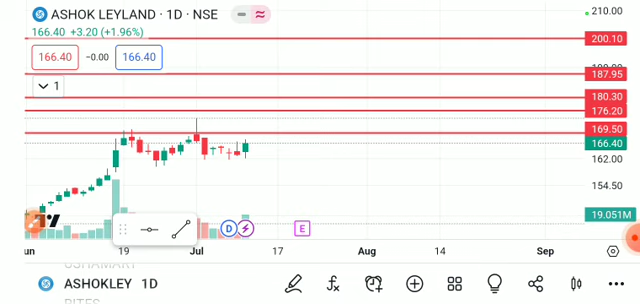 ASHOK LEYLAND · 1D · NSE
166.40 +3.20 (+1.96%)
166.40 −0.00 166.40
1
210.00
200.10
187.95
180.30
176.20
169.50
166.40
162.00
154.50
19.051M
D E
19 Jul 17 Aug 14 Sep
ASHOKLEY 1D